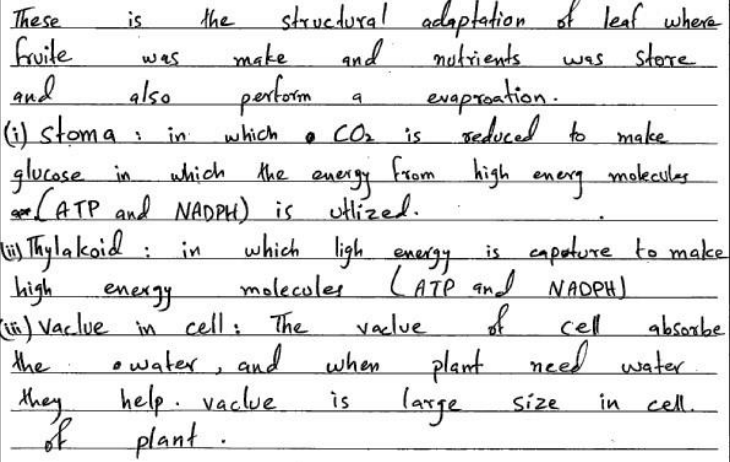 These is the structural adaptation of leaf where
fruite was make and nutrients was store
and also perform a evaproation.
(i) Stoma : in which CO₂ is reduced to make
glucose in which the energy from high energ molecules
(ATP and NADPH) is utlized.
(ii) Thylakoid : in which ligh energy is capoture to make
high energy molecules (ATP and NADPH)
(iii) Vaclue in cell : The vaclue of cell absorbe
the water, and when plant need water
they help. vaclue is large size in cell.
of plant.